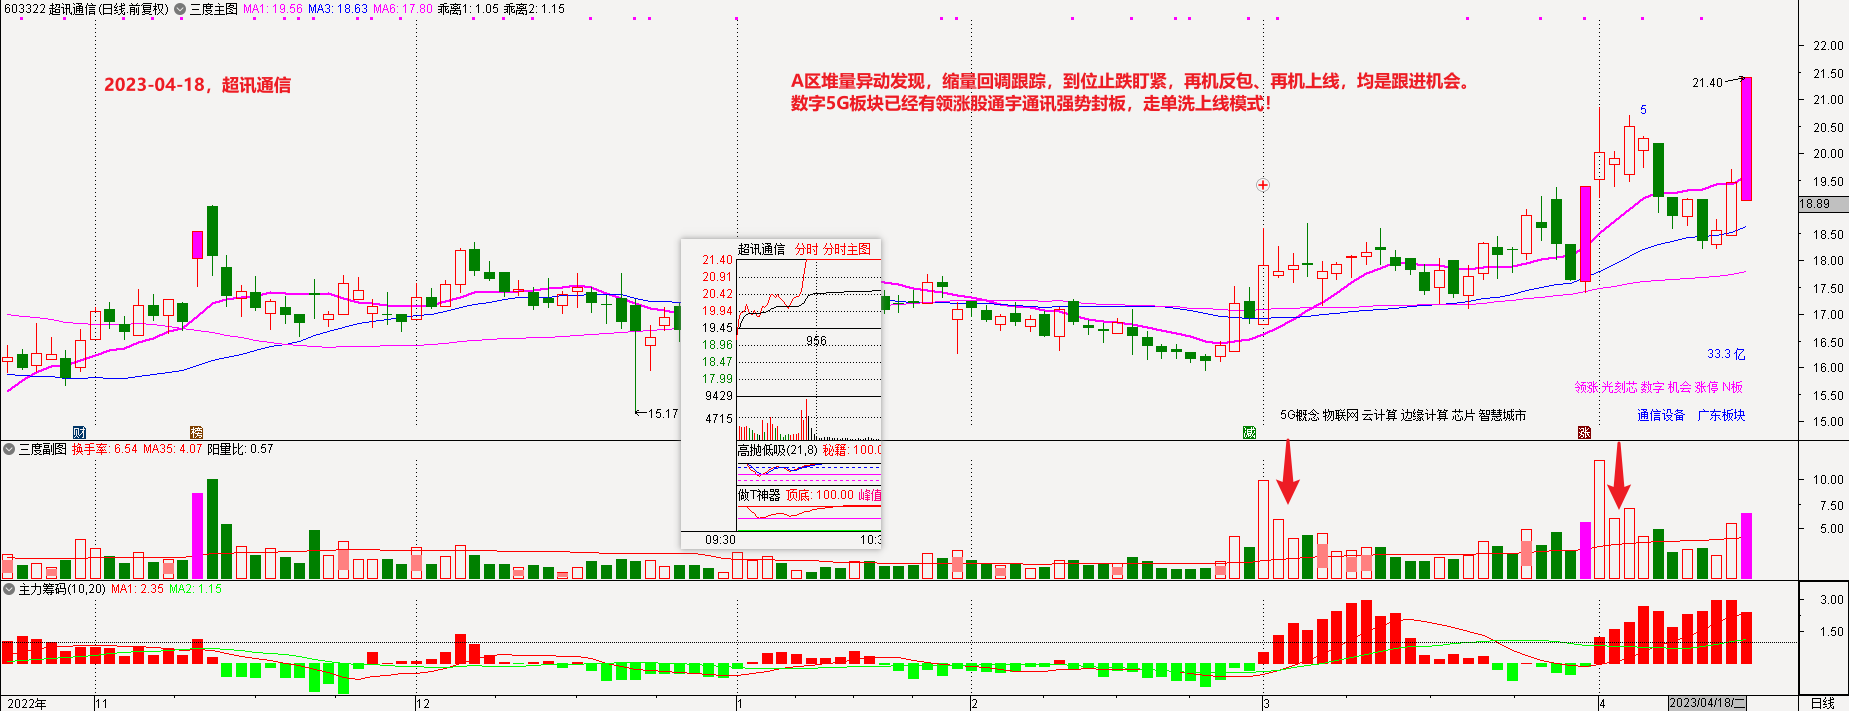 603322 超讯通信(日线.前复权) 三度主图 MA1: 19.56 MA3: 18.63 MA6: 17.80 乖离1: 1.05 乖离2: 1.15
2023-04-18，超讯通信
A区堆量异动发现，缩量回调跟踪，到位止跌盯紧，再机反包、再机上线，均是跟进机会。
数字5G板块已经有领涨股通宇通讯强势封板，走单洗上线模式！
22.00
21.50
21.00
20.50
20.00
19.50
18.89
18.50
18.00
17.50
17.00
16.50
16.00
15.50
15.00
21.40
5
15.17
33.3 亿
领涨 光刻芯 数字 机会 涨停 N板
5G概念 物联网 云计算 边缘计算 芯片 智慧城市
通信设备 广东板块
财
榜
减
涨
超讯通信 分时 分时主图
21.40
20.91
20.42
19.94
19.45
18.96
18.47
17.99
9429
4715
956
高抛低吸(21,8) 秘籍: 100.0
做T神器 顶底: 100.00 峰值
09:30 10:3
三度副图 换手率: 6.54 MA35: 4.07 阳量比: 0.57
10.00
7.50
5.00
主力筹码(10,20) MA1: 2.35 MA2: 1.15
3.00
1.50
2022年 11 12 1 2 3 4 2023/04/18/二 日线